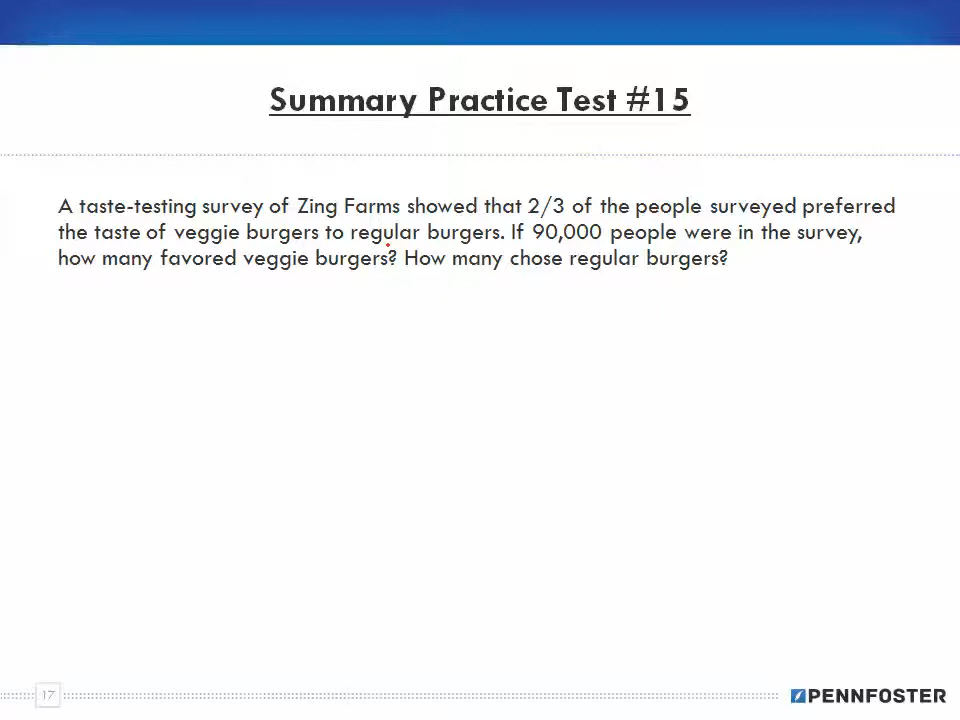 Summary Practice Test #15
A taste-testing survey of Zing Farms showed that 2/3 of the people surveyed preferred
the taste of veggie burgers to regular burgers. If 90,000 people were in the survey,
how many favored veggie burgers? How many chose regular burgers?
17
PENNFOSTER